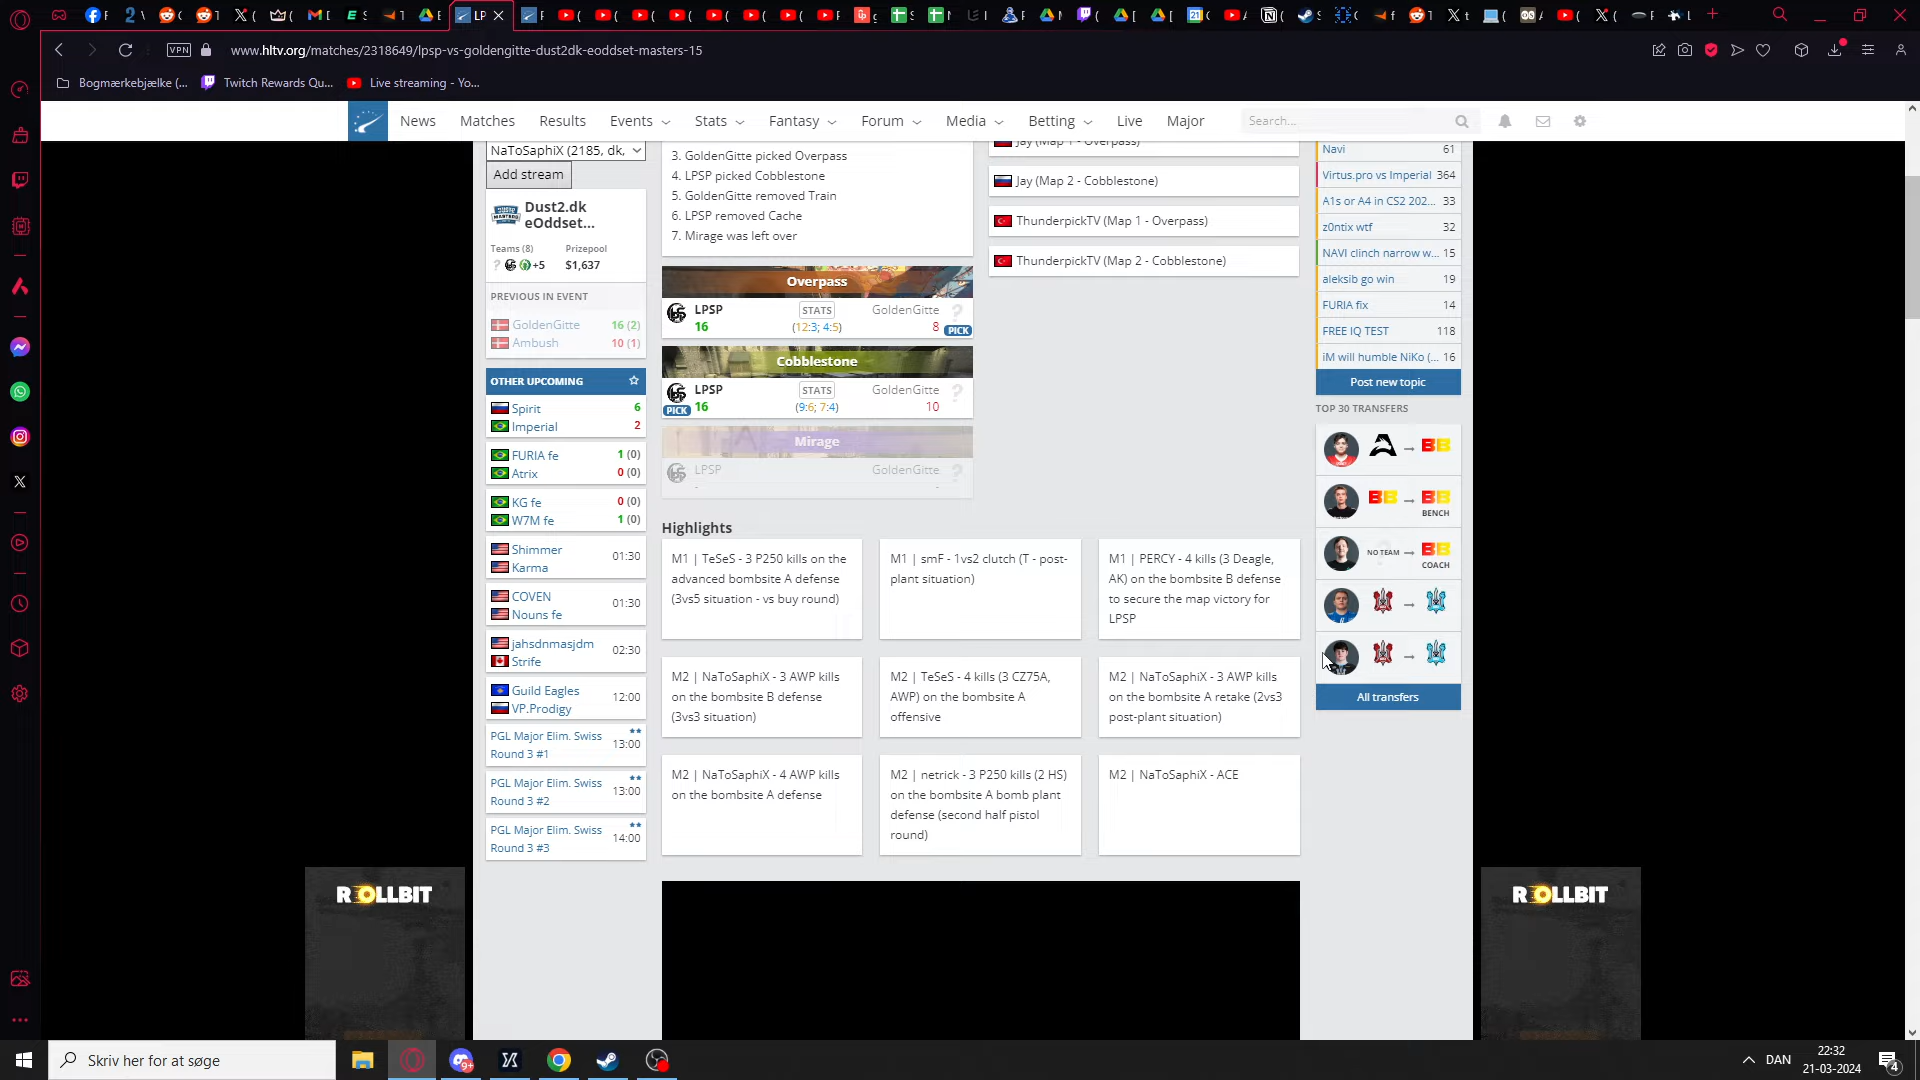 www.hltv.org/matches/2318649/lpsp-vs-goldengitte-dust2dk-eoddset-masters-15
VPN
Bogmærkebjælke (...
Twitch Rewards Qu...
Live streaming - Yo...
News
Matches
Results
Events
Stats
Fantasy
Forum
Media
Betting
Live
Major
Search...
NaToSaphiX (2185, dk,
Add stream
Dust2.dk
eOddset...
Teams (8)
Prizepool
+5
$1,637
PREVIOUS IN EVENT
GoldenGitte 16 (2)
Ambush 10 (1)
OTHER UPCOMING
Spirit 6
Imperial 2
FURIA fe 1 (0)
Atrix 0 (0)
KG fe 0 (0)
W7M fe 1 (0)
Shimmer
Karma
01:30
COVEN
Nouns fe
01:30
jahsdnmasjdm
Strife
02:30
Guild Eagles
VP.Prodigy
12:00
PGL Major Elim. Swiss
Round 3 #1
13:00
PGL Major Elim. Swiss
Round 3 #2
13:00
PGL Major Elim. Swiss
Round 3 #3
14:00
3. GoldenGitte picked Overpass
4. LPSP picked Cobblestone
5. GoldenGitte removed Train
6. LPSP removed Cache
7. Mirage was left over
Overpass
LPSP
16
STATS
(12:3; 4:5)
GoldenGitte
8
PICK
Cobblestone
LPSP
PICK
16
STATS
(9:6; 7:4)
GoldenGitte
10
Mirage
LPSP
-
GoldenGitte
-
Jay (Map 1 - Overpass)
Jay (Map 2 - Cobblestone)
ThunderpickTV (Map 1 - Overpass)
ThunderpickTV (Map 2 - Cobblestone)
Highlights
M1 | TeSeS - 3 P250 kills on the
advanced bombsite A defense
(3vs5 situation - vs buy round)
M1 | smF - 1vs2 clutch (T - post-
plant situation)
M1 | PERCY - 4 kills (3 Deagle,
AK) on the bombsite B defense
to secure the map victory for
LPSP
M2 | NaToSaphiX - 3 AWP kills
on the bombsite B defense
(3vs3 situation)
M2 | TeSeS - 4 kills (3 CZ75A,
AWP) on the bombsite A
offensive
M2 | NaToSaphiX - 3 AWP kills
on the bombsite A retake (2vs3
post-plant situation)
M2 | NaToSaphiX - 4 AWP kills
on the bombsite A defense
M2 | netrick - 3 P250 kills (2 HS)
on the bombsite A bomb plant
defense (second half pistol
round)
M2 | NaToSaphiX - ACE
Navi 61
Virtus.pro vs Imperial 364
A1s or A4 in CS2 202... 33
z0ntix wtf 32
NAVI clinch narrow w... 15
aleksib go win 19
FURIA fix 14
FREE IQ TEST 118
iM will humble NiKo (... 16
Post new topic
TOP 30 TRANSFERS
BB
BB
BB
BENCH
NO TEAM
BB
COACH
All transfers
ROLLBIT
ROLLBIT
Skriv her for at søge
9+
DAN
22:32
21-03-2024
4